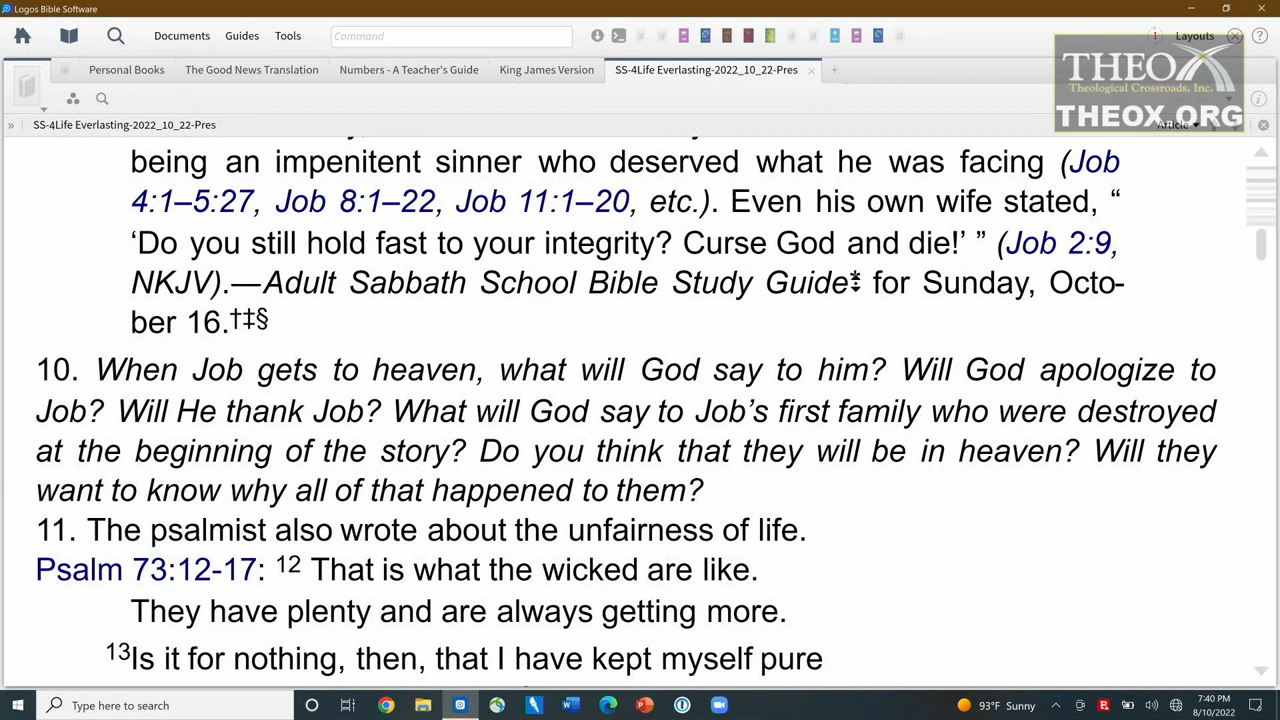 Logos Bible Software
Documents Guides Tools Command Layouts
Personal Books The Good News Translation Numbers - A Teacher's Guide King James Version SS-4Life Everlasting-2022_10_22-Pres
THEOX
Theological Crossroads, Inc.
THEOX.ORG
SS-4Life Everlasting-2022_10_22-Pres Article
being an impenitent sinner who deserved what he was facing (Job
4:1–5:27, Job 8:1–22, Job 11:1–20, etc.). Even his own wife stated, “
‘Do you still hold fast to your integrity? Curse God and die!’ ” (Job 2:9,
NKJV).—Adult Sabbath School Bible Study Guide‡ for Sunday, Octo-
ber 16.†‡§
10. When Job gets to heaven, what will God say to him? Will God apologize to
Job? Will He thank Job? What will God say to Job’s first family who were destroyed
at the beginning of the story? Do you think that they will be in heaven? Will they
want to know why all of that happened to them?
11. The psalmist also wrote about the unfairness of life.
Psalm 73:12-17: 12 That is what the wicked are like.
They have plenty and are always getting more.
13Is it for nothing, then, that I have kept myself pure
Type here to search
93°F Sunny
7:40 PM
8/10/2022